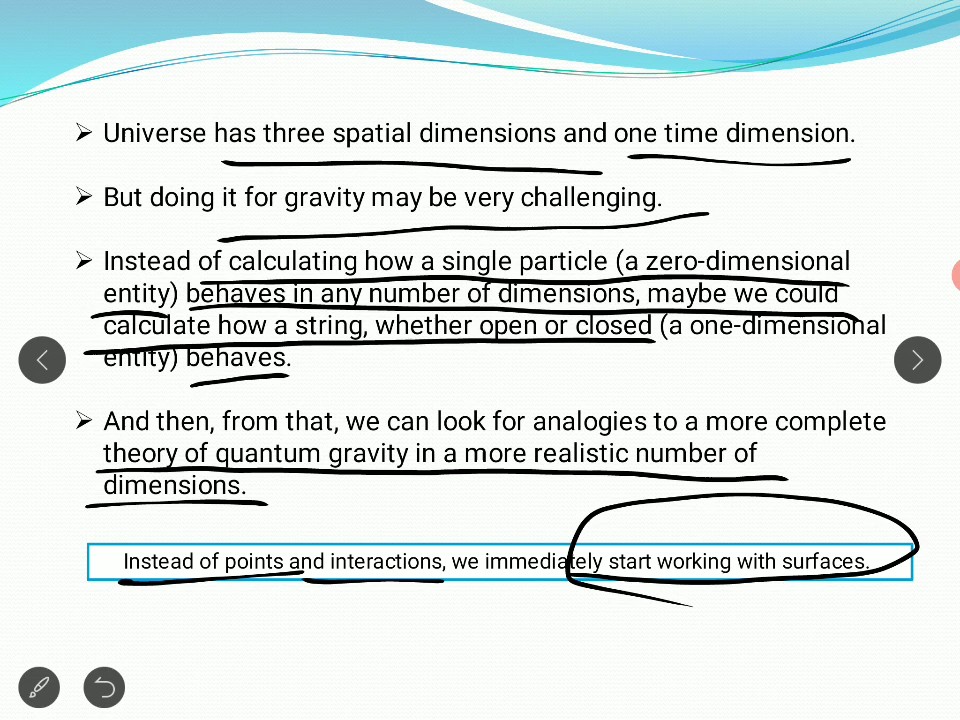 ➢ Universe has three spatial dimensions and one time dimension.
➢ But doing it for gravity may be very challenging.
➢ Instead of calculating how a single particle (a zero-dimensional
entity) behaves in any number of dimensions, maybe we could
calculate how a string, whether open or closed (a one-dimensional
entity) behaves.
➢ And then, from that, we can look for analogies to a more complete
theory of quantum gravity in a more realistic number of
dimensions.
Instead of points and interactions, we immediately start working with surfaces.